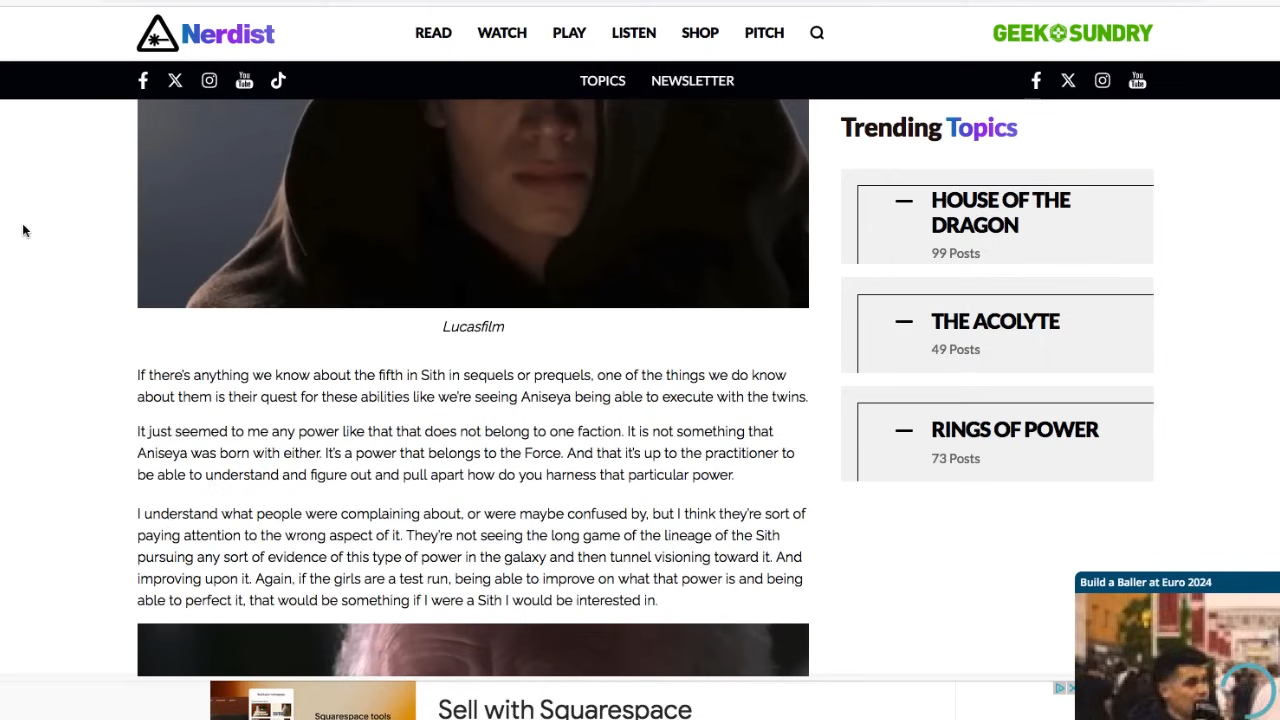 Nerdist
READ WATCH PLAY LISTEN SHOP PITCH
GEEK SUNDRY
You Tube
TOPICS NEWSLETTER
You Tube
Lucasfilm
If there's anything we know about the fifth in Sith in sequels or prequels, one of the things we do know
about them is their quest for these abilities like we're seeing Aniseya being able to execute with the twins.
It just seemed to me any power like that that does not belong to one faction. It is not something that
Aniseya was born with either. It's a power that belongs to the Force. And that it's up to the practitioner to
be able to understand and figure out and pull apart how do you harness that particular power.
I understand what people were complaining about, or were maybe confused by, but I think they're sort of
paying attention to the wrong aspect of it. They're not seeing the long game of the lineage of the Sith
pursuing any sort of evidence of this type of power in the galaxy and then tunnel visioning toward it. And
improving upon it. Again, if the girls are a test run, being able to improve on what that power is and being
able to perfect it, that would be something if I were a Sith I would be interested in.
Trending Topics
HOUSE OF THE
DRAGON
99 Posts
THE ACOLYTE
49 Posts
RINGS OF POWER
73 Posts
Build a Baller at Euro 2024
Squarespace tools
Sell with Squarespace